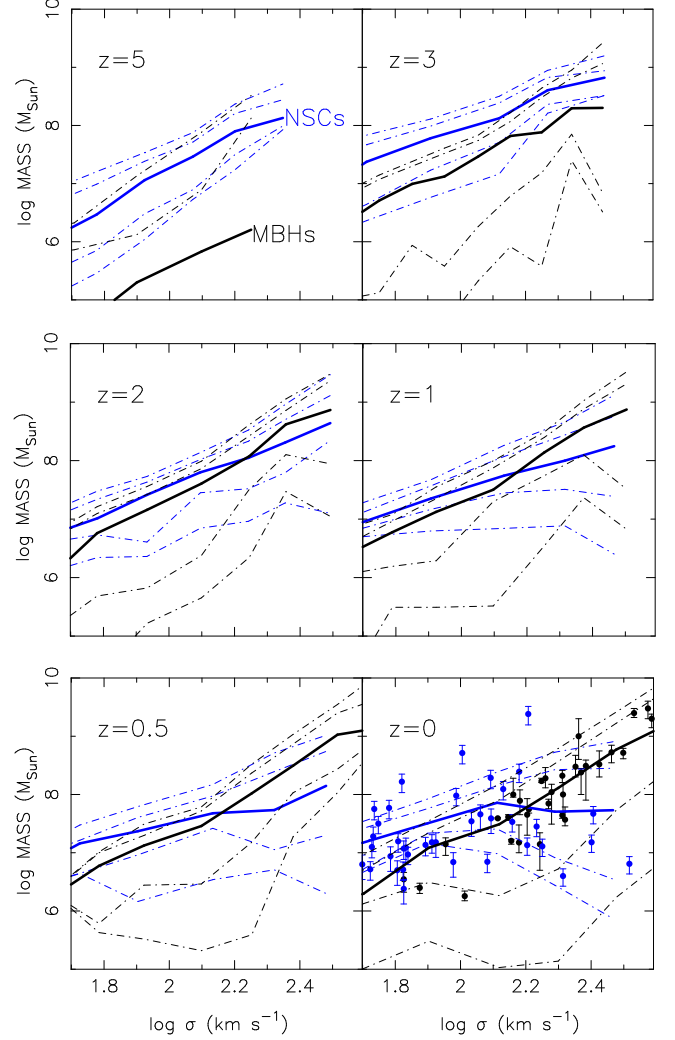 10
z=5
z=3
8
NSCs
log MASS (M_Sun)
MBHs
6
10
z=2
z=1
8
log MASS (M_Sun)
6
10
z=0.5
z=0
8
log MASS (M_Sun)
6
1.8 2 2.2 2.4 1.8 2 2.2 2.4
log σ (km s⁻¹) log σ (km s⁻¹)